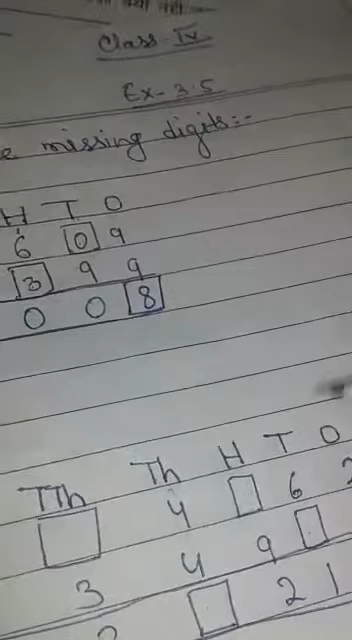 Class - IV
Ex - 3.5
missing digits:-
H T O
6 0 9
3 9 9
0 0 8
TTh Th H T O
□ 4 □ 6
3 4 9 □
□ 2 1